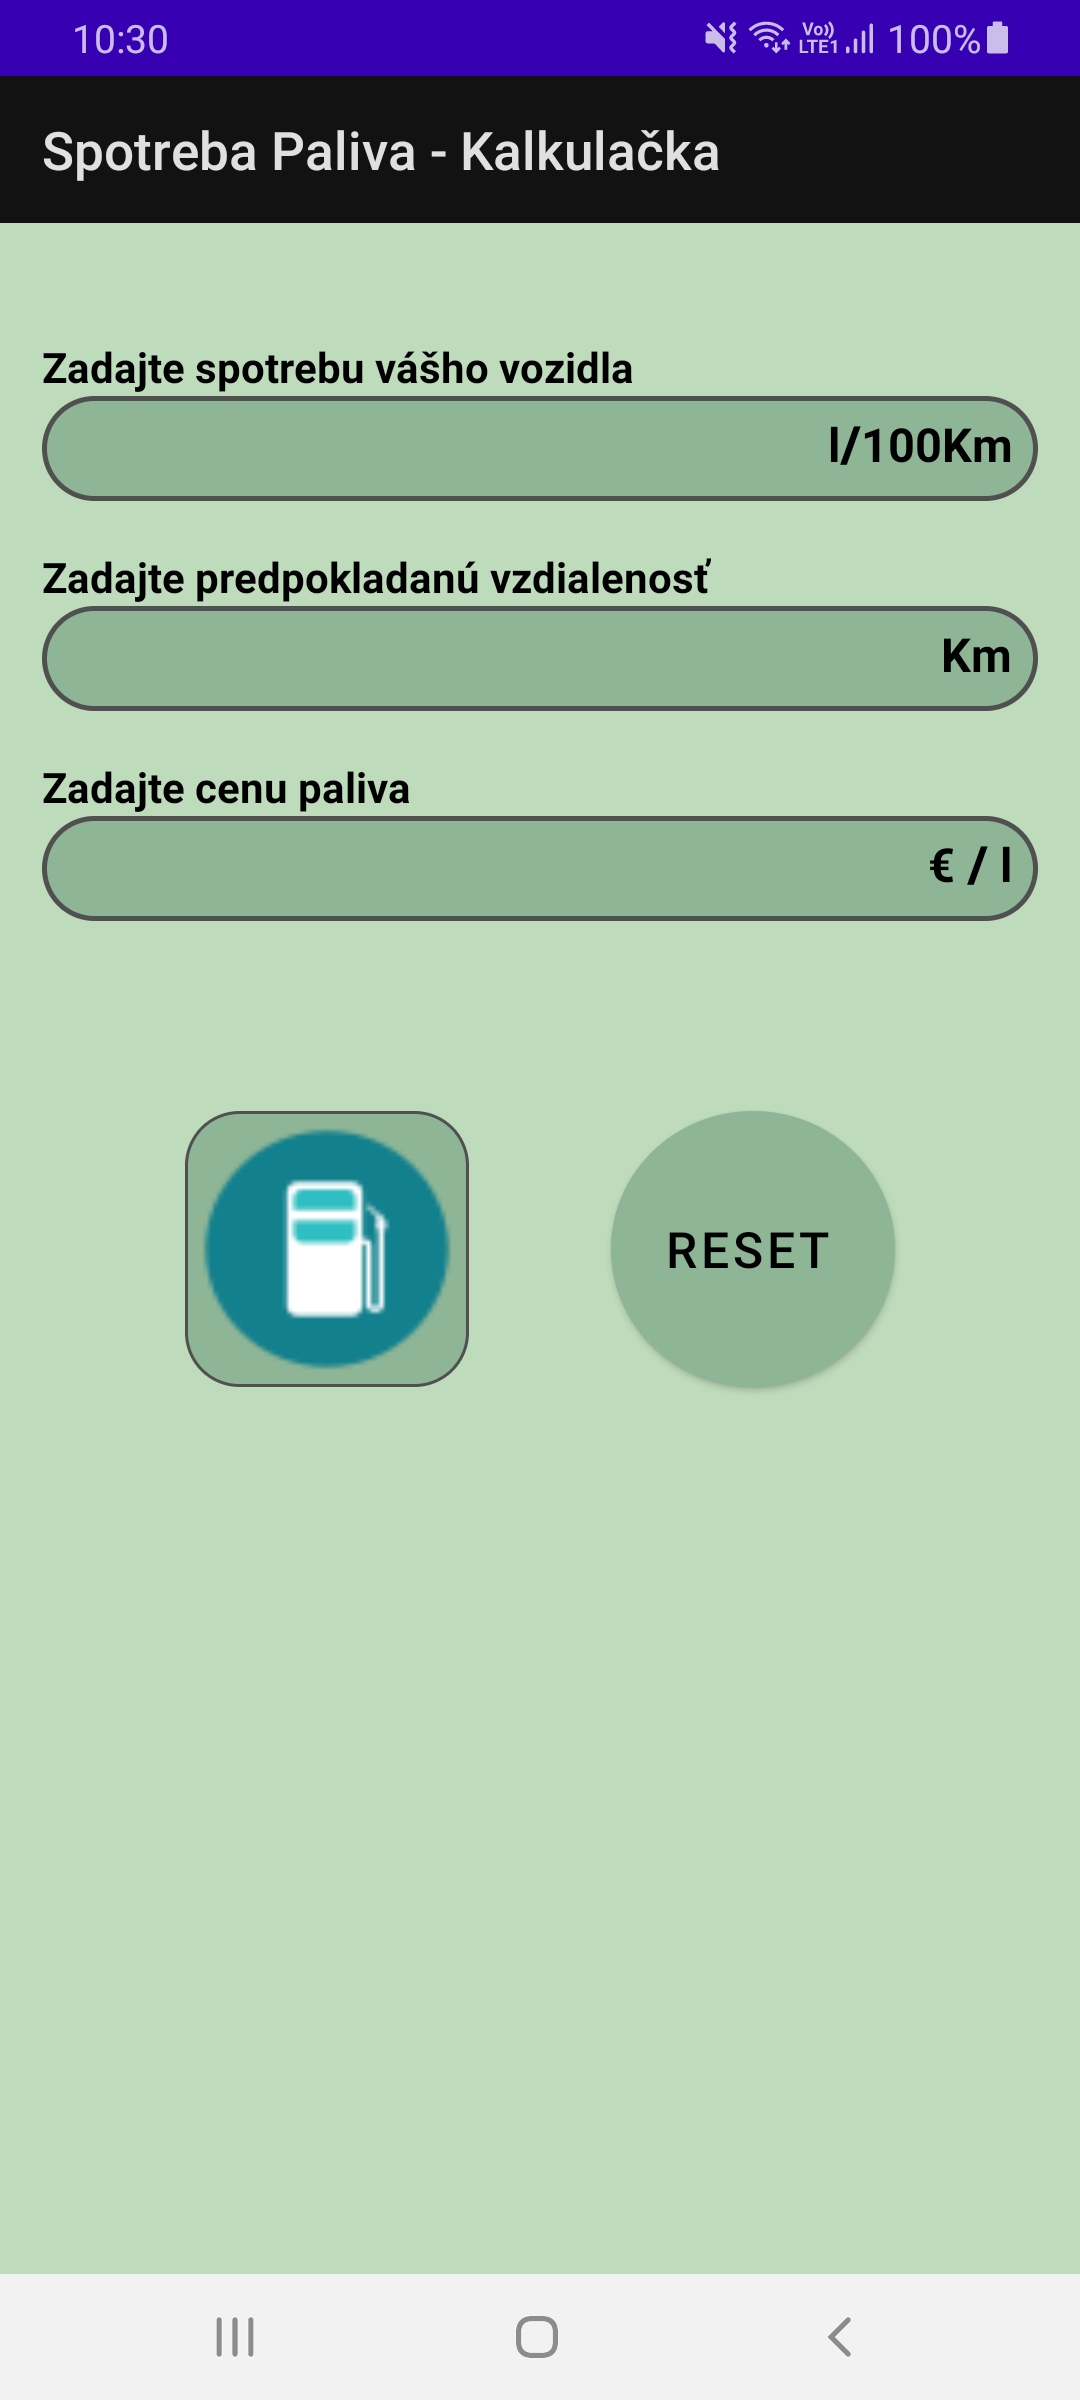 10:30 Vo)) LTE1 100%
Spotreba Paliva - Kalkulačka
Zadajte spotrebu vášho vozidla
l/100Km
Zadajte predpokladanú vzdialenosť
Km
Zadajte cenu paliva
€ / l
RESET